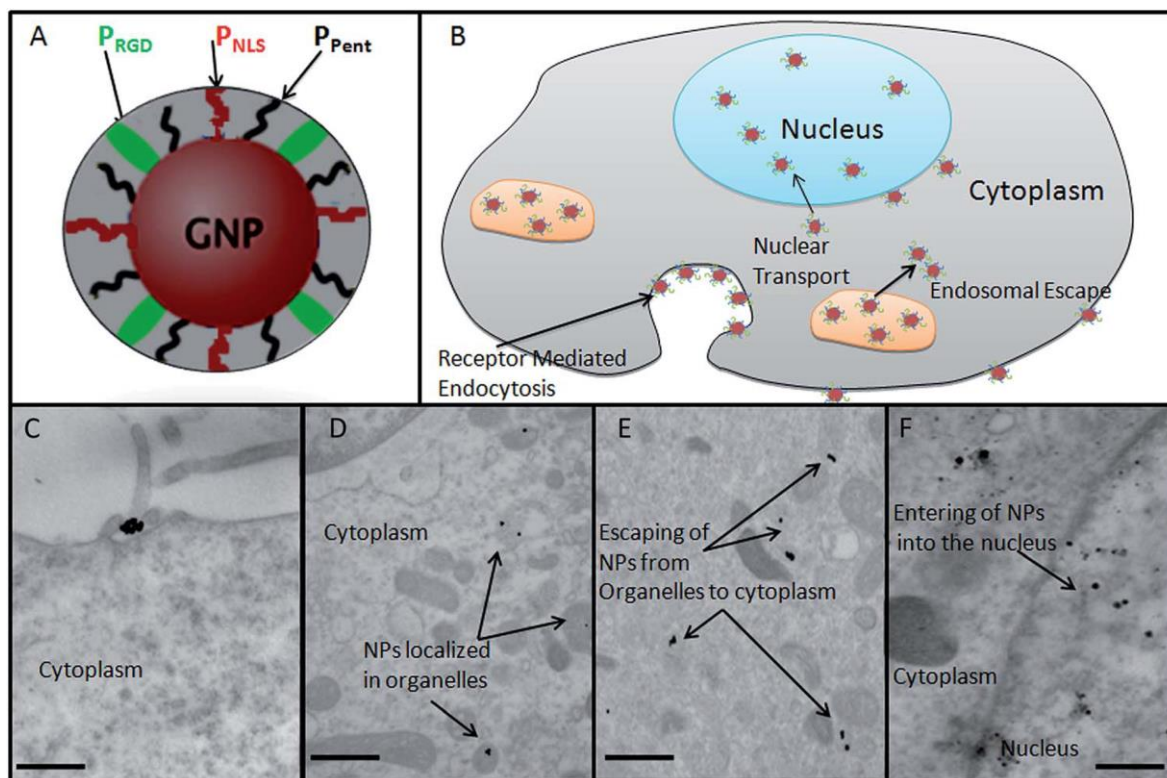 A
P_RGD
P_NLS
P_Pent
GNP
B
Nucleus
Cytoplasm
Nuclear
Transport
Endosomal Escape
Receptor Mediated
Endocytosis
C
Cytoplasm
D
Cytoplasm
NPs localized
in organelles
E
Escaping of
NPs from
Organelles to cytoplasm
F
Entering of NPs
into the nucleus
Cytoplasm
Nucleus